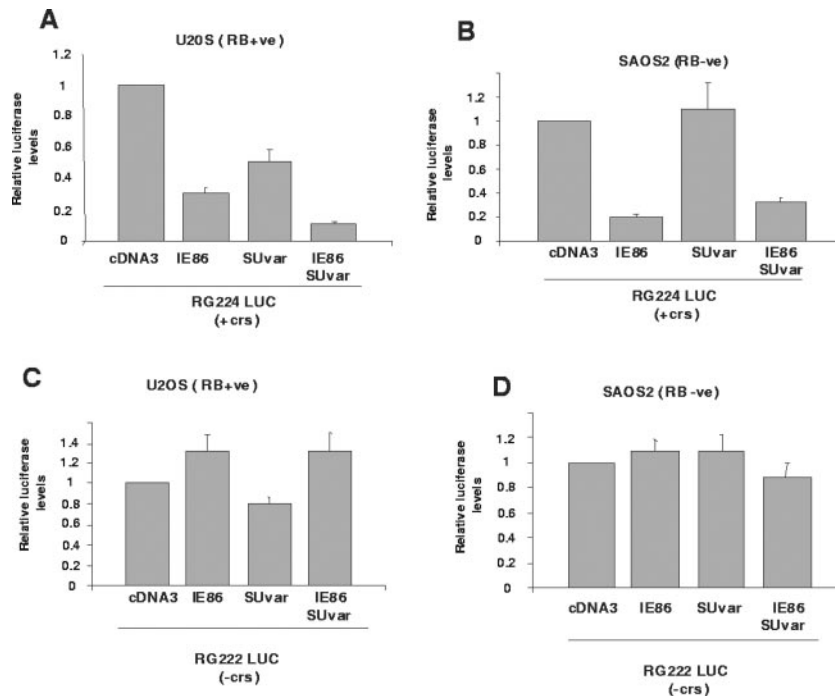 A
U20S (RB+ve)
Relative luciferase levels
1.2
1
0.8
0.6
0.4
0.2
0
cDNA3 IE86 SUvar IE86 SUvar
RG224 LUC
(+crs)
B
SAOS2 (RB-ve)
Relative luciferase levels
1.2
1
0.8
0.6
0.4
0.2
0
cDNA3 IE86 SUvar IE86 SUvar
RG224 LUC
(+crs)
C
U2OS (RB+ve)
Relative luciferase levels
1.4
1.2
1
0.8
0.6
0.4
0
cDNA3 IE86 SUvar IE86 SUvar
RG222 LUC
(-crs)
D
SAOS2 (RB -ve)
Relative luciferase levels
1.2
1
0.8
0.6
0.4
0.2
0
cDNA3 IE86 SUvar IE86 SUvar
RG222 LUC
(-crs)